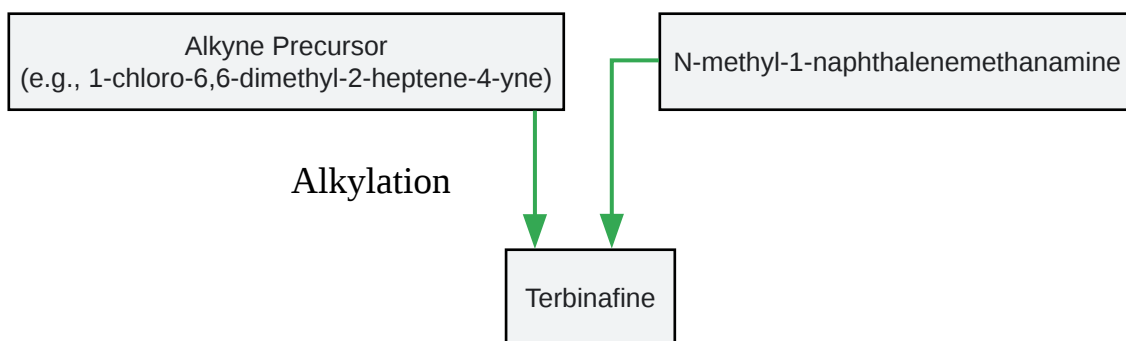 Alkyne Precursor
(e.g., 1-chloro-6,6-dimethyl-2-heptene-4-yne)
N-methyl-1-naphthalenemethanamine
Alkylation
Terbinafine